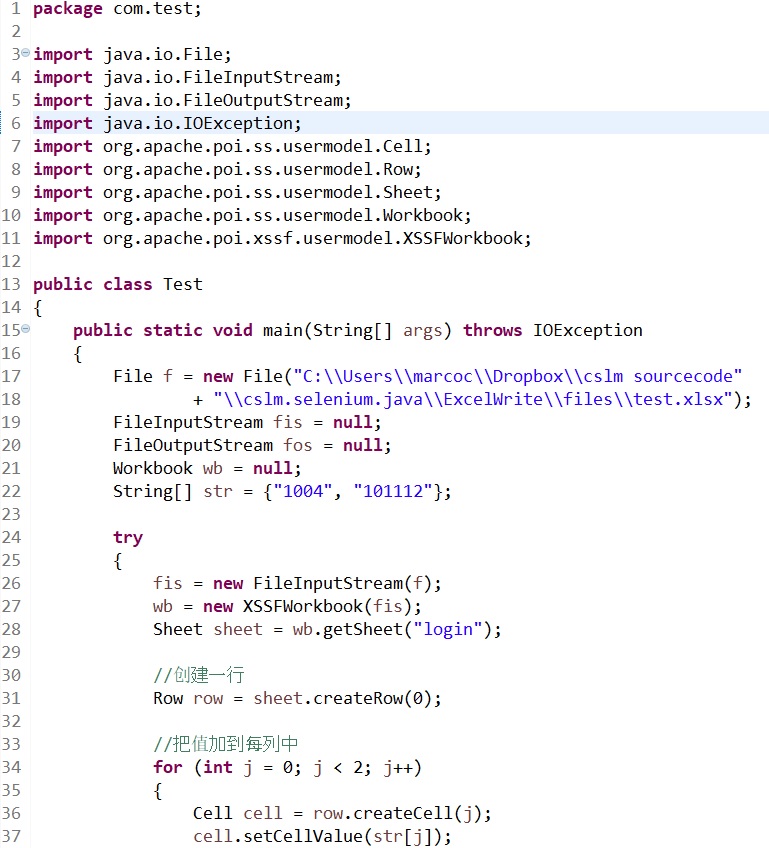 1 package com.test;
2
3 import java.io.File;
4 import java.io.FileInputStream;
5 import java.io.FileOutputStream;
6 import java.io.IOException;
7 import org.apache.poi.ss.usermodel.Cell;
8 import org.apache.poi.ss.usermodel.Row;
9 import org.apache.poi.ss.usermodel.Sheet;
10 import org.apache.poi.ss.usermodel.Workbook;
11 import org.apache.poi.xssf.usermodel.XSSFWorkbook;
12
13 public class Test
14 {
15     public static void main(String[] args) throws IOException
16     {
17         File f = new File("C:\\Users\\marcoc\\Dropbox\\cslm sourcecode"
18                 + "\\cslm.selenium.java\\ExcelWrite\\files\\test.xlsx");
19         FileInputStream fis = null;
20         FileOutputStream fos = null;
21         Workbook wb = null;
22         String[] str = {"1004", "101112"};
23
24         try
25         {
26             fis = new FileInputStream(f);
27             wb = new XSSFWorkbook(fis);
28             Sheet sheet = wb.getSheet("login");
29
30             //创建一行
31             Row row = sheet.createRow(0);
32
33             //把值加到每列中
34             for (int j = 0; j < 2; j++)
35             {
36                 Cell cell = row.createCell(j);
37                 cell.setCellValue(str[j]);